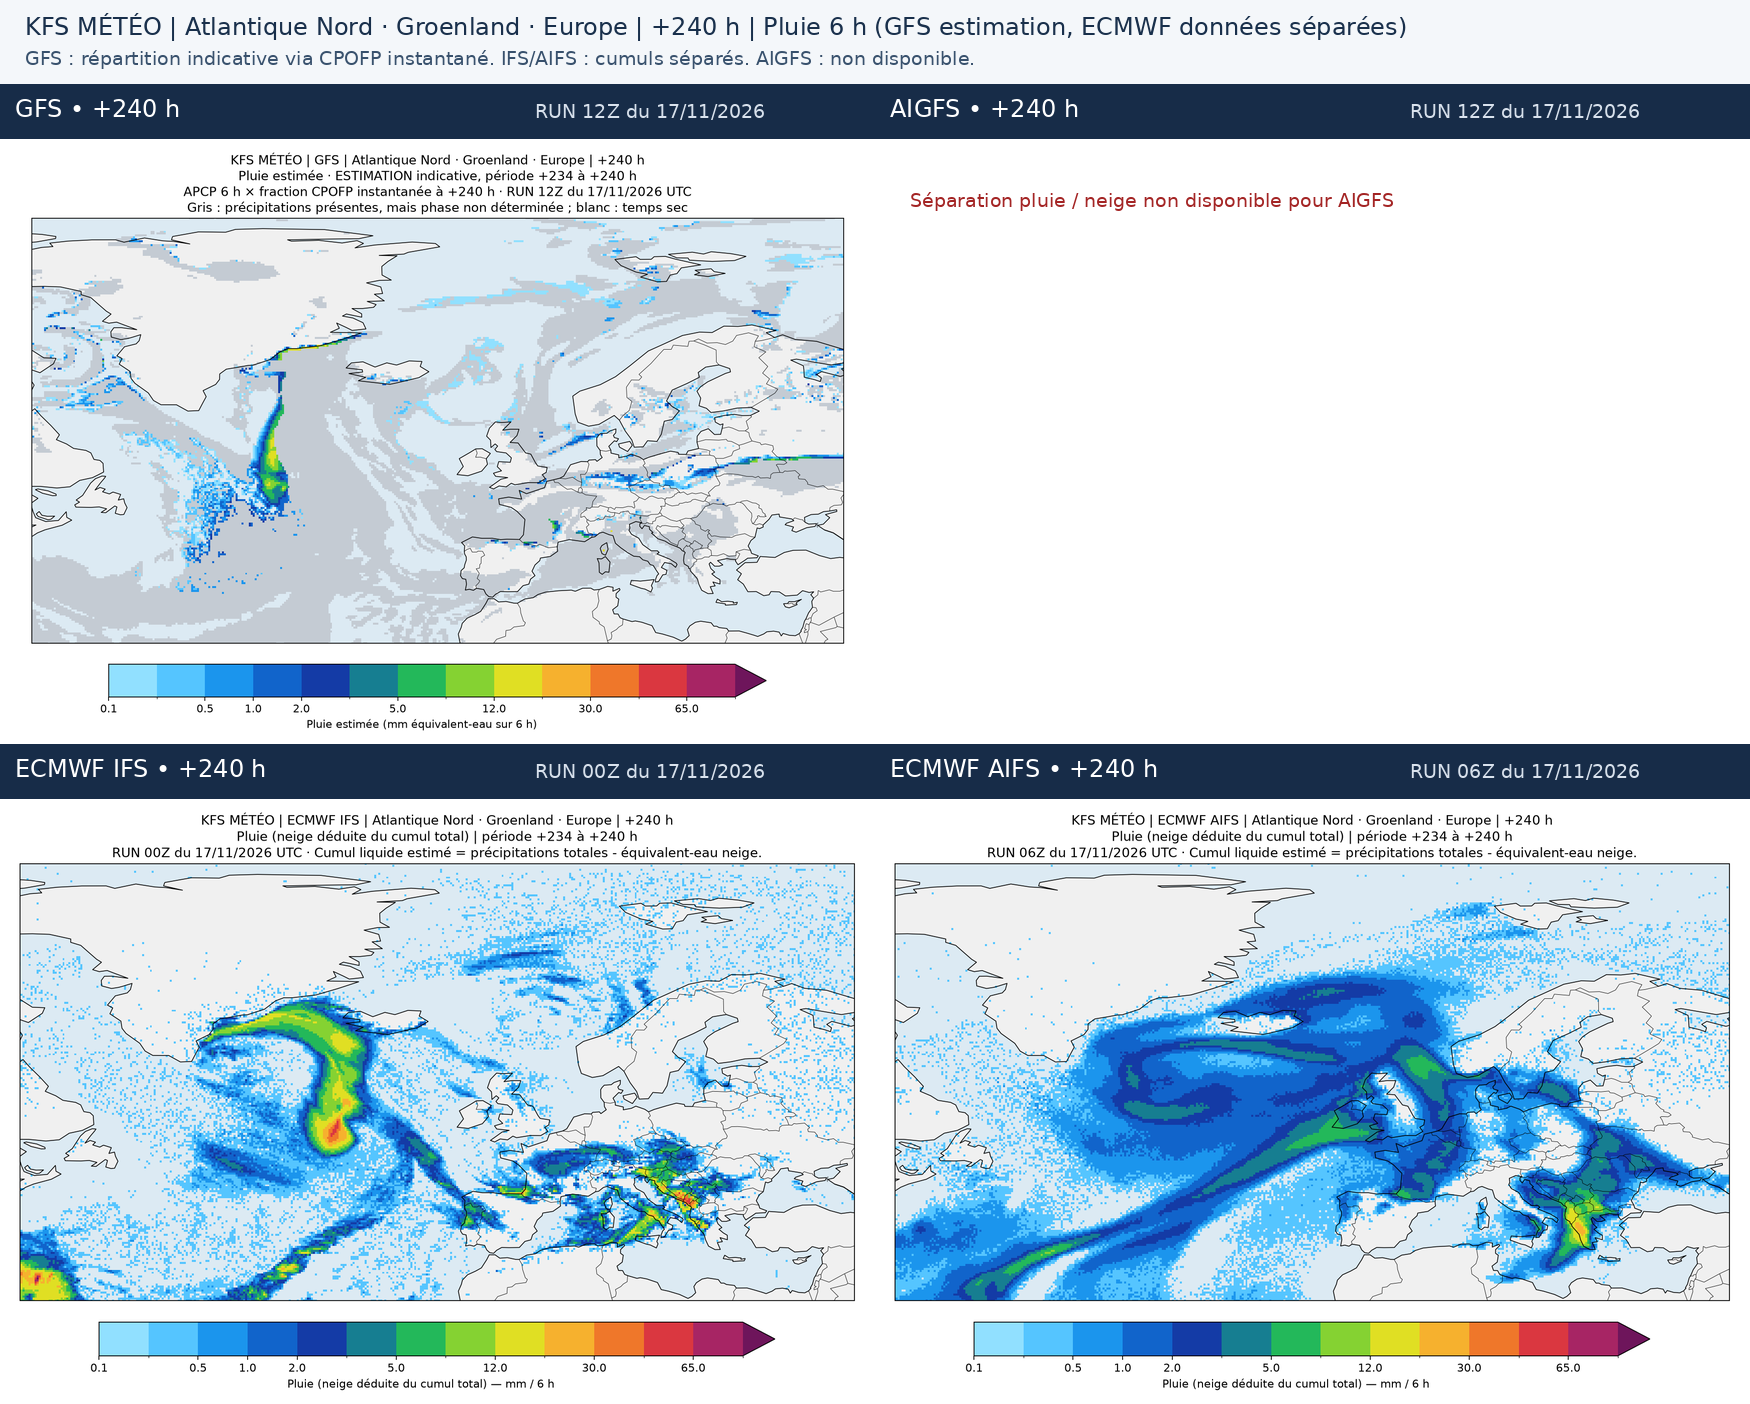 KFS MÉTÉO | Atlantique Nord · Groenland · Europe | +240 h | Pluie 6 h (GFS estimation, ECMWF données séparées)
GFS : répartition indicative via CPOFP instantané. IFS/AIFS : cumuls séparés. AIGFS : non disponible.
GFS • +240 h
RUN 12Z du 17/11/2026
AIGFS • +240 h
RUN 12Z du 17/11/2026
KFS MÉTÉO | GFS | Atlantique Nord · Groenland · Europe | +240 h
Pluie estimée · ESTIMATION indicative, période +234 à +240 h
APCP 6 h × fraction CPOFP instantanée à +240 h · RUN 12Z du 17/11/2026 UTC
Gris : précipitations présentes, mais phase non déterminée ; blanc : temps sec
Séparation pluie / neige non disponible pour AIGFS
0.1 0.5 1.0 2.0 5.0 12.0 30.0 65.0
Pluie estimée (mm équivalent-eau sur 6 h)
ECMWF IFS • +240 h
RUN 00Z du 17/11/2026
ECMWF AIFS • +240 h
RUN 06Z du 17/11/2026
KFS MÉTÉO | ECMWF IFS | Atlantique Nord · Groenland · Europe | +240 h
Pluie (neige déduite du cumul total) | période +234 à +240 h
RUN 00Z du 17/11/2026 UTC · Cumul liquide estimé = précipitations totales - équivalent-eau neige.
KFS MÉTÉO | ECMWF AIFS | Atlantique Nord · Groenland · Europe | +240 h
Pluie (neige déduite du cumul total) | période +234 à +240 h
RUN 06Z du 17/11/2026 UTC · Cumul liquide estimé = précipitations totales - équivalent-eau neige.
0.1 0.5 1.0 2.0 5.0 12.0 30.0 65.0
Pluie (neige déduite du cumul total) — mm / 6 h
0.1 0.5 1.0 2.0 5.0 12.0 30.0 65.0
Pluie (neige déduite du cumul total) — mm / 6 h